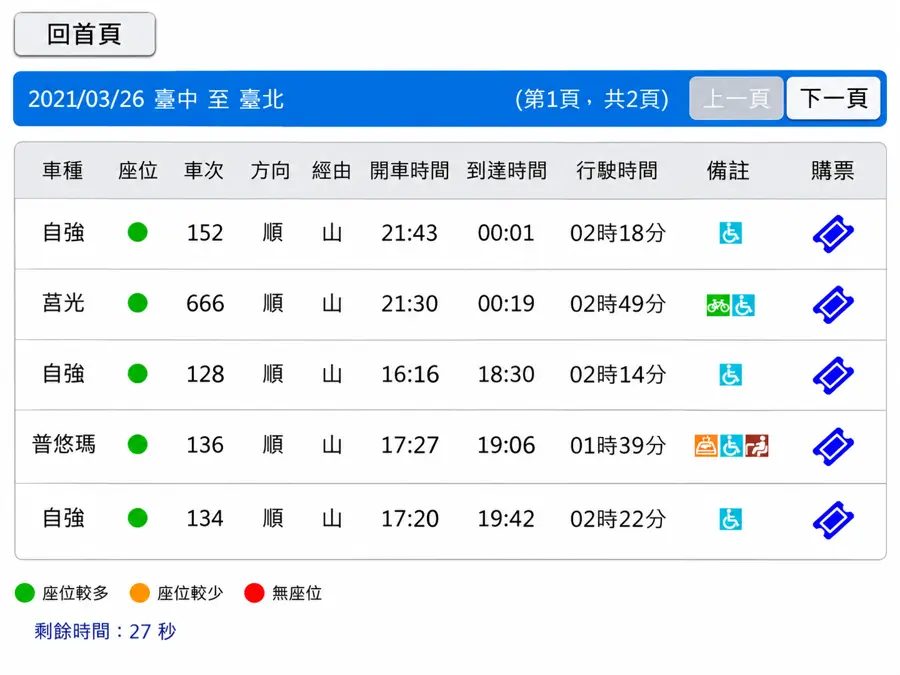 回首頁
2021/03/26 臺中 至 臺北 (第1頁，共2頁) 上一頁 下一頁
車種 座位 車次 方向 經由 開車時間 到達時間 行駛時間 備註 購票
自強 152 順 山 21:43 00:01 02時18分
莒光 666 順 山 21:30 00:19 02時49分
自強 128 順 山 16:16 18:30 02時14分
普悠瑪 136 順 山 17:27 19:06 01時39分
自強 134 順 山 17:20 19:42 02時22分
座位較多 座位較少 無座位
剩餘時間：27 秒